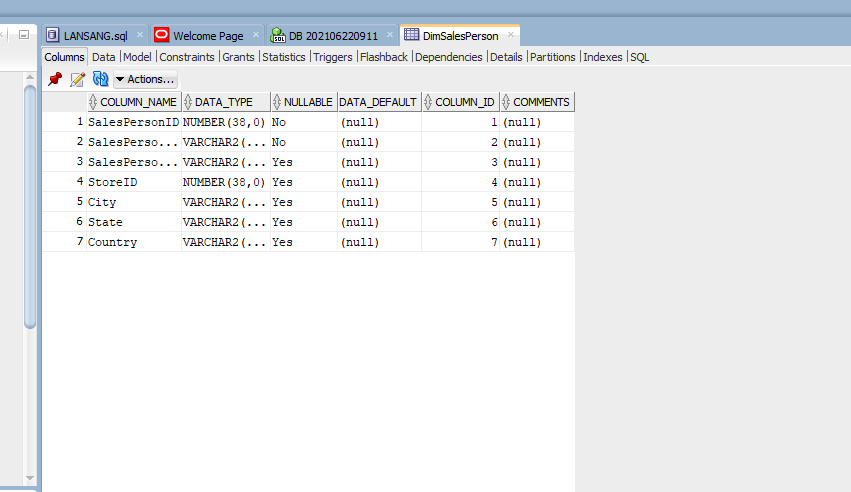 LANSANG.sql Welcome Page DB 202106220911 DimSalesPerson
Columns Data Model Constraints Grants Statistics Triggers Flashback Dependencies Details Partitions Indexes SQL
Actions...
COLUMN_NAME DATA_TYPE NULLABLE DATA_DEFAULT COLUMN_ID COMMENTS
1 SalesPersonID NUMBER(38,0) No (null) 1 (null)
2 SalesPerso... VARCHAR2(... No (null) 2 (null)
3 SalesPerso... VARCHAR2(... Yes (null) 3 (null)
4 StoreID NUMBER(38,0) Yes (null) 4 (null)
5 City VARCHAR2(... Yes (null) 5 (null)
6 State VARCHAR2(... Yes (null) 6 (null)
7 Country VARCHAR2(... Yes (null) 7 (null)